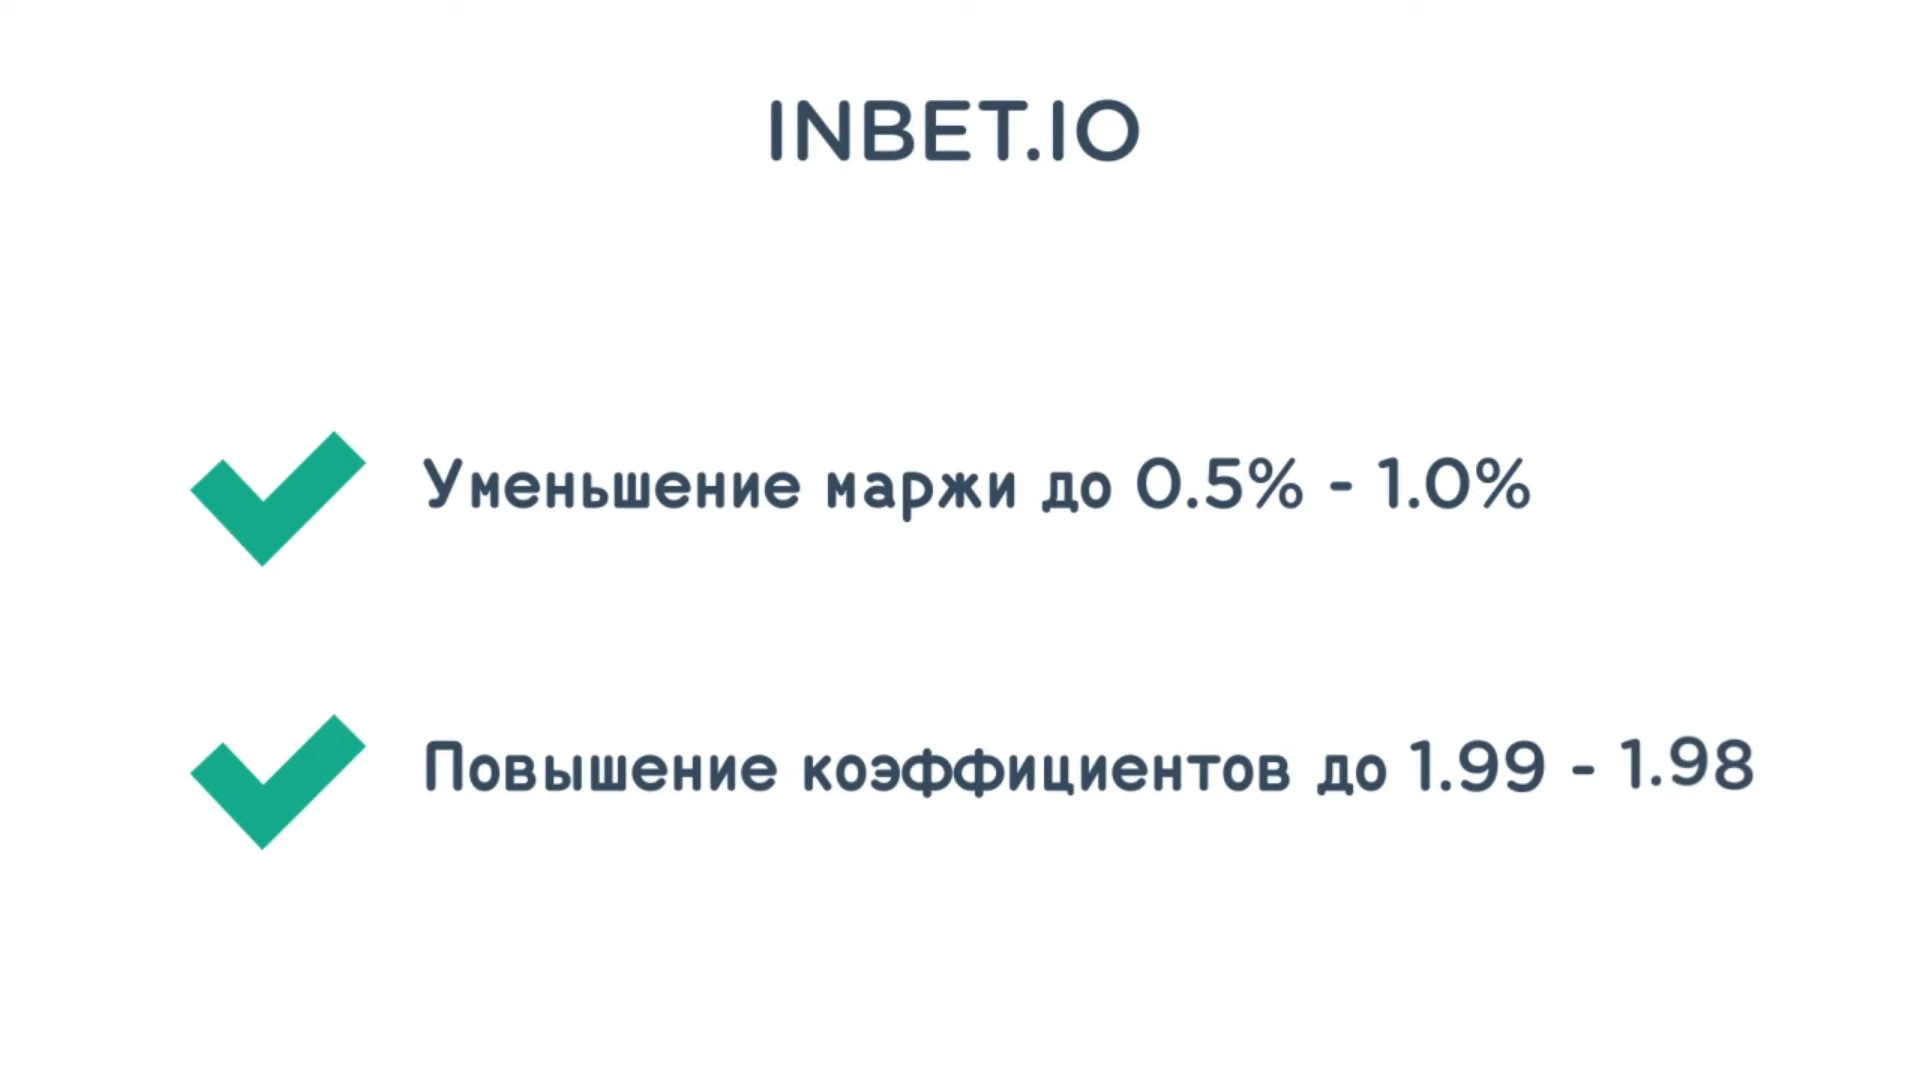 INBET.IO
Уменьшение маржи до 0.5% - 1.0%
Повышение коэффициентов до 1.99 - 1.98